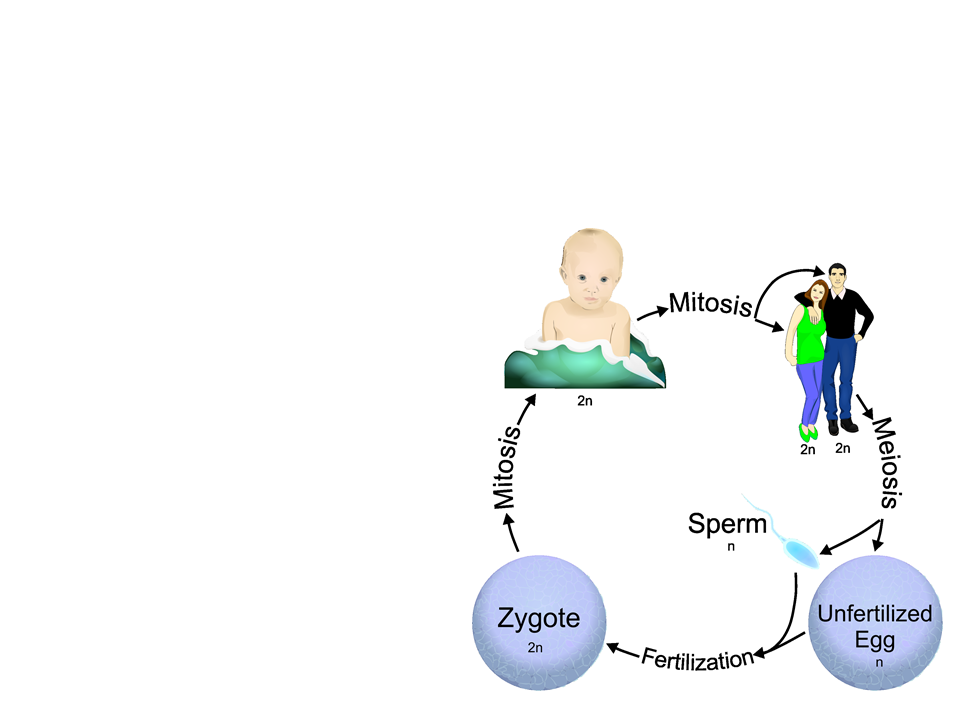 Mitosis
2n
2n
2n
Mitosis
Meiosis
Sperm
n
Zygote
2n
Unfertilized
Egg
n
Fertilization